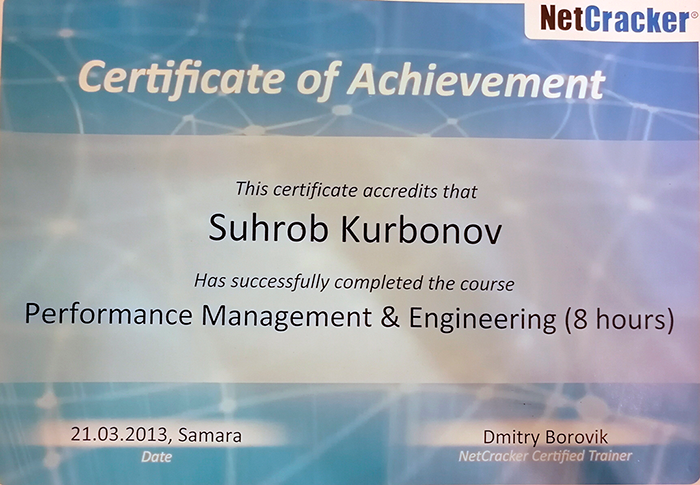 NetCracker®
Certificate of Achievement
This certificate accredits that
Suhrob Kurbonov
Has successfully completed the course
Performance Management & Engineering (8 hours)
21.03.2013, Samara
Date
Dmitry Borovik
NetCracker Certified Trainer